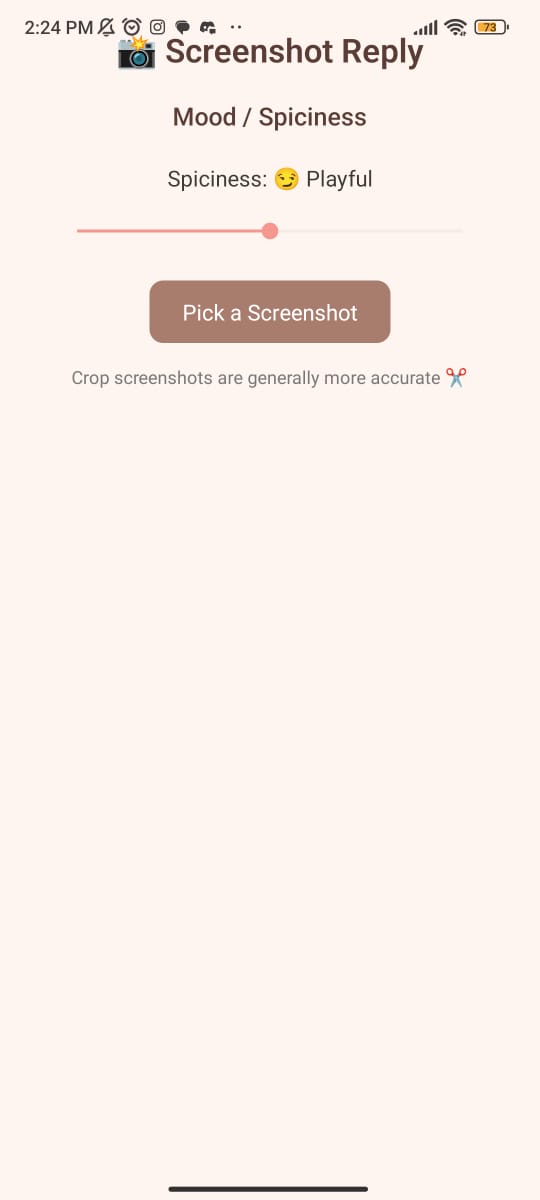 2:24 PM
73
📸 Screenshot Reply
Mood / Spiciness
Spiciness: 😏 Playful
Pick a Screenshot
Crop screenshots are generally more accurate ✂️